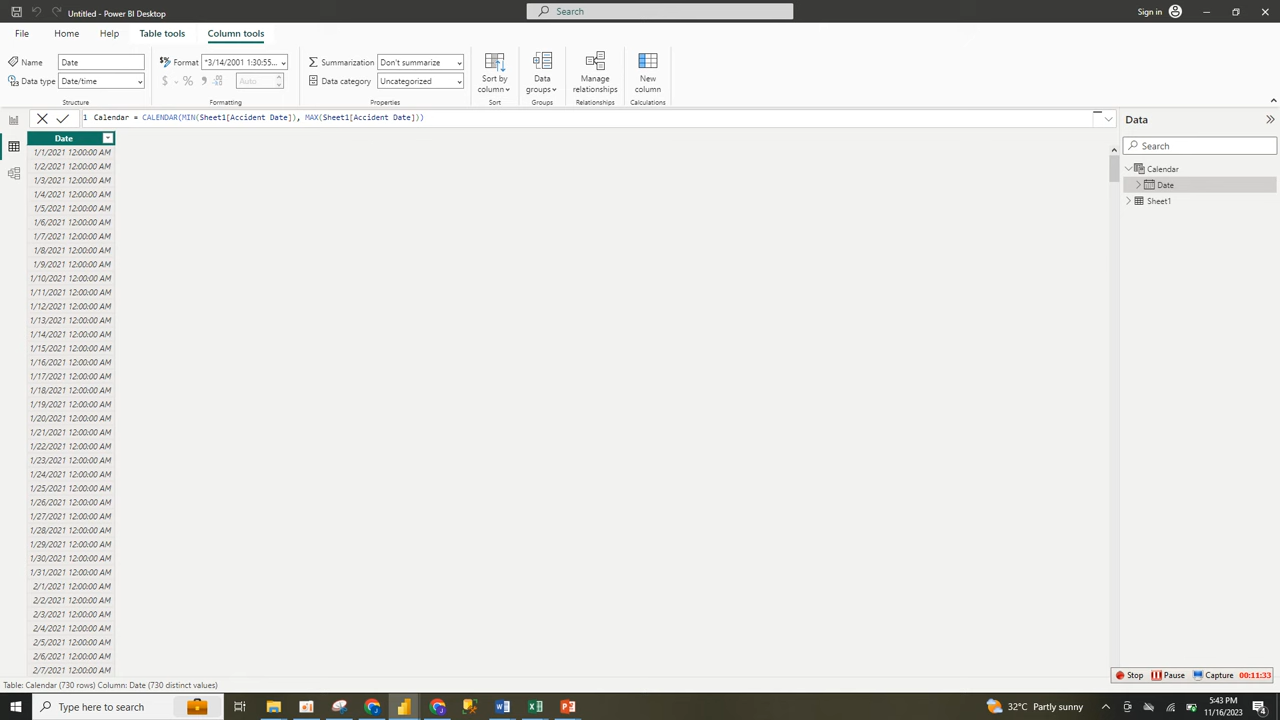 Untitled - Power BI Desktop
Search
Sign in
File
Home
Help
Table tools
Column tools
Name
Date
Format
*3/14/2001 1:30:55...
Summarization
Don't summarize
Data type
Date/time
$
%
Auto
Data category
Uncategorized
Sort by
column
Data
groups
Manage
relationships
New
column
Structure
Formatting
Properties
Sort
Groups
Relationships
Calculations
1 Calendar = CALENDAR(MIN(Sheet1[Accident Date]), MAX(Sheet1[Accident Date]))
Date
1/1/2021 12:00:00 AM
1/2/2021 12:00:00 AM
1/3/2021 12:00:00 AM
1/4/2021 12:00:00 AM
1/5/2021 12:00:00 AM
1/6/2021 12:00:00 AM
1/7/2021 12:00:00 AM
1/8/2021 12:00:00 AM
1/9/2021 12:00:00 AM
1/10/2021 12:00:00 AM
1/11/2021 12:00:00 AM
1/12/2021 12:00:00 AM
1/13/2021 12:00:00 AM
1/14/2021 12:00:00 AM
1/15/2021 12:00:00 AM
1/16/2021 12:00:00 AM
1/17/2021 12:00:00 AM
1/18/2021 12:00:00 AM
1/19/2021 12:00:00 AM
1/20/2021 12:00:00 AM
1/21/2021 12:00:00 AM
1/22/2021 12:00:00 AM
1/23/2021 12:00:00 AM
1/24/2021 12:00:00 AM
1/25/2021 12:00:00 AM
1/26/2021 12:00:00 AM
1/27/2021 12:00:00 AM
1/28/2021 12:00:00 AM
1/29/2021 12:00:00 AM
1/30/2021 12:00:00 AM
1/31/2021 12:00:00 AM
2/1/2021 12:00:00 AM
2/2/2021 12:00:00 AM
2/3/2021 12:00:00 AM
2/4/2021 12:00:00 AM
2/5/2021 12:00:00 AM
2/6/2021 12:00:00 AM
2/7/2021 12:00:00 AM
Data
Search
Calendar
Date
Sheet1
Table: Calendar (730 rows) Column: Date (730 distinct values)
Stop
Pause
Capture
00:11:33
Type here to search
32°C Partly sunny
5:43 PM
11/16/2023